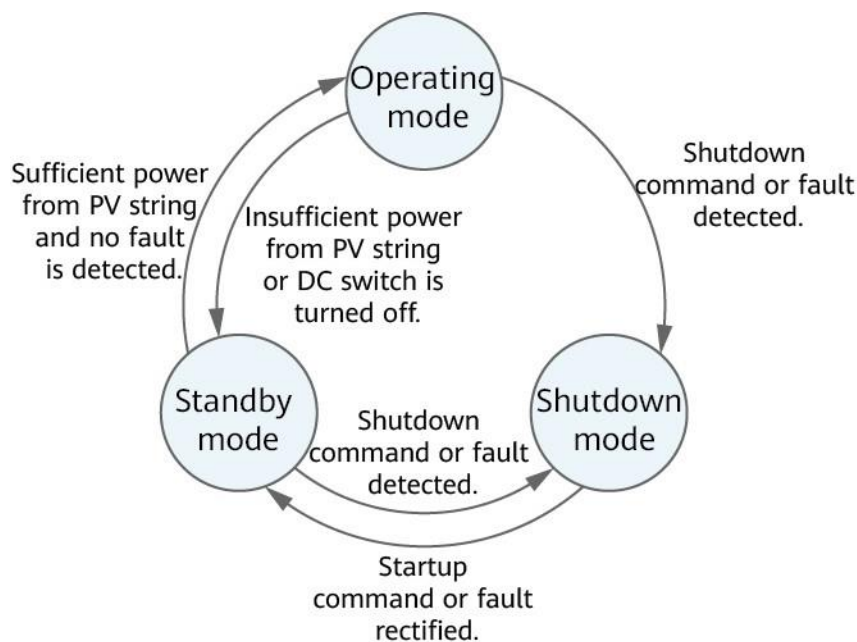 Operating
mode
Shutdown
command or fault
detected.
Sufficient power
from PV string
and no fault
is detected.
Insufficient power
from PV string
or DC switch is
turned off.
Standby
mode
Shutdown
mode
Shutdown
command or fault
detected.
Startup
command or fault
rectified.